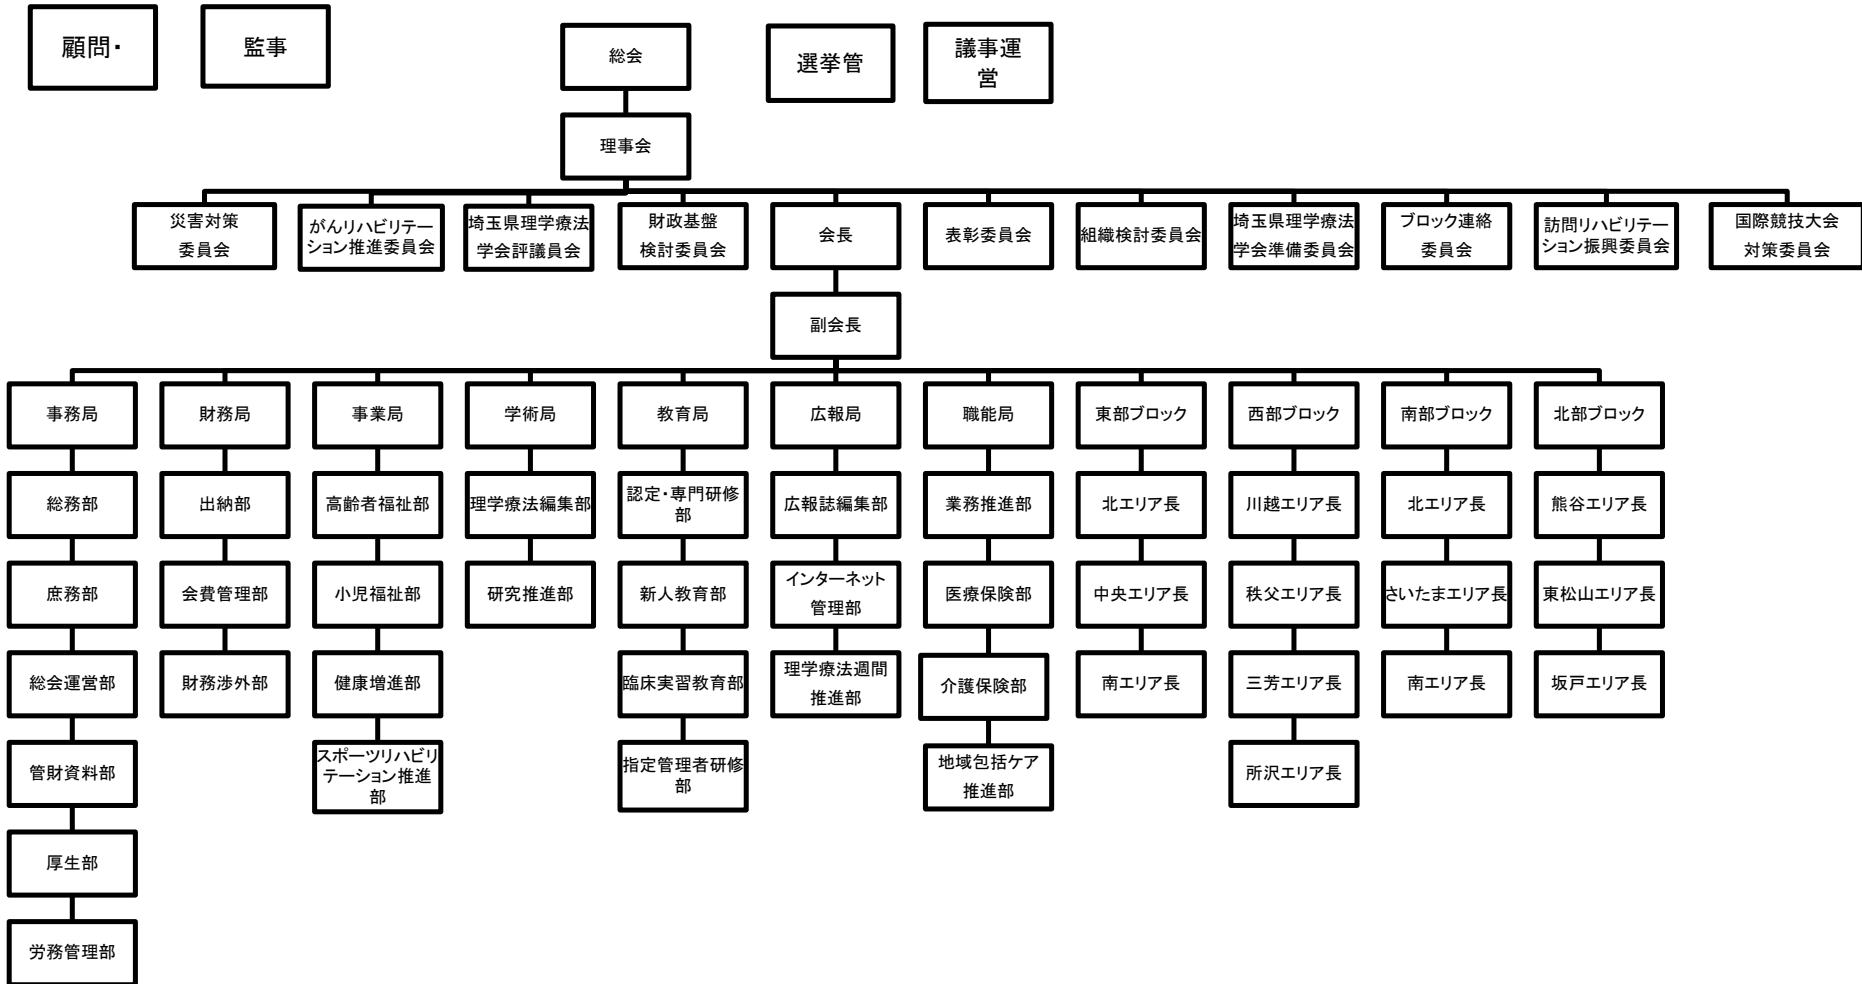 顧問・
監事
総会
選挙管
議事運
営
理事会
災害対策
委員会
がんリハビリテー
ション推進委員会
埼玉県理学療法
学会評議員会
財政基盤
検討委員会
会長
表彰委員会
組織検討委員会
埼玉県理学療法
学会準備委員会
ブロック連絡
委員会
訪問リハビリテー
ション振興委員会
国際競技大会
対策委員会
副会長
事務局
財務局
事業局
学術局
教育局
広報局
職能局
東部ブロック
西部ブロック
南部ブロック
北部ブロック
総務部
出納部
高齢者福祉部
理学療法編集部
認定・専門研修
部
広報誌編集部
業務推進部
北エリア長
川越エリア長
北エリア長
熊谷エリア長
庶務部
会費管理部
小児福祉部
研究推進部
新人教育部
インターネット
管理部
医療保険部
中央エリア長
秩父エリア長
さいたまエリア長
東松山エリア長
総会運営部
財務渉外部
健康増進部
臨床実習教育部
理学療法週間
推進部
介護保険部
南エリア長
三芳エリア長
南エリア長
坂戸エリア長
管財資料部
スポーツリハビリ
テーション推進
部
指定管理者研修
部
地域包括ケア
推進部
所沢エリア長
厚生部
労務管理部